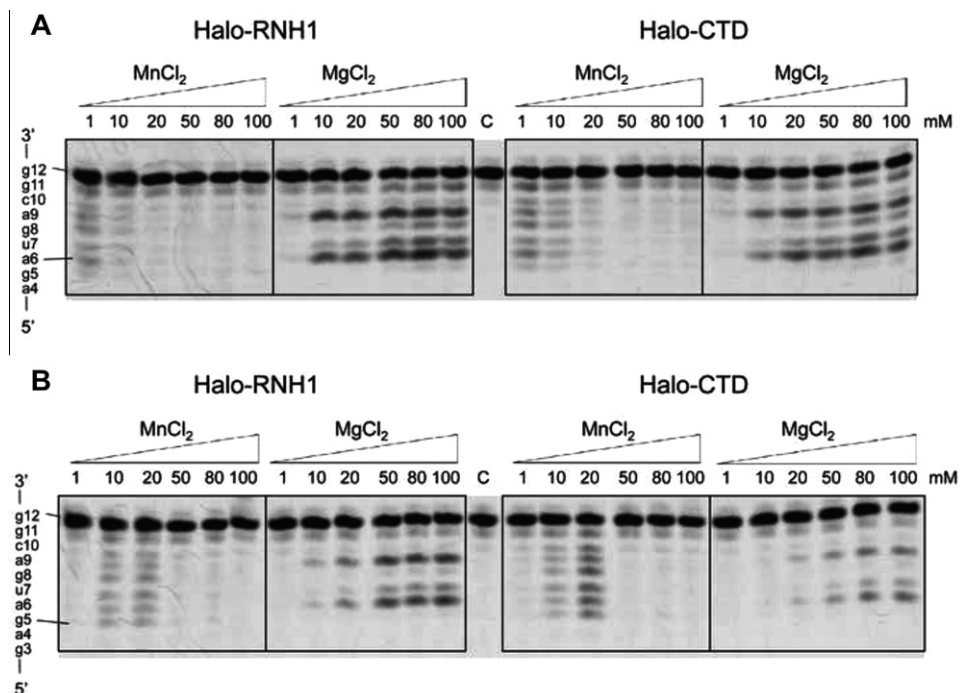 A
Halo-RNH1 Halo-CTD
MnCl₂ MgCl₂ MnCl₂ MgCl₂
1 10 20 50 80 100 1 10 20 50 80 100 C 1 10 20 50 80 100 1 10 20 50 80 100 mM
3'
g12
g11
c10
a9
g8
u7
a6
g5
a4
5'
B
Halo-RNH1 Halo-CTD
MnCl₂ MgCl₂ MnCl₂ MgCl₂
1 10 20 50 80 100 1 10 20 50 80 100 C 1 10 20 50 80 100 1 10 20 50 80 100 mM
3'
g12
g11
c10
a9
g8
u7
a6
g5
a4
g3
5'